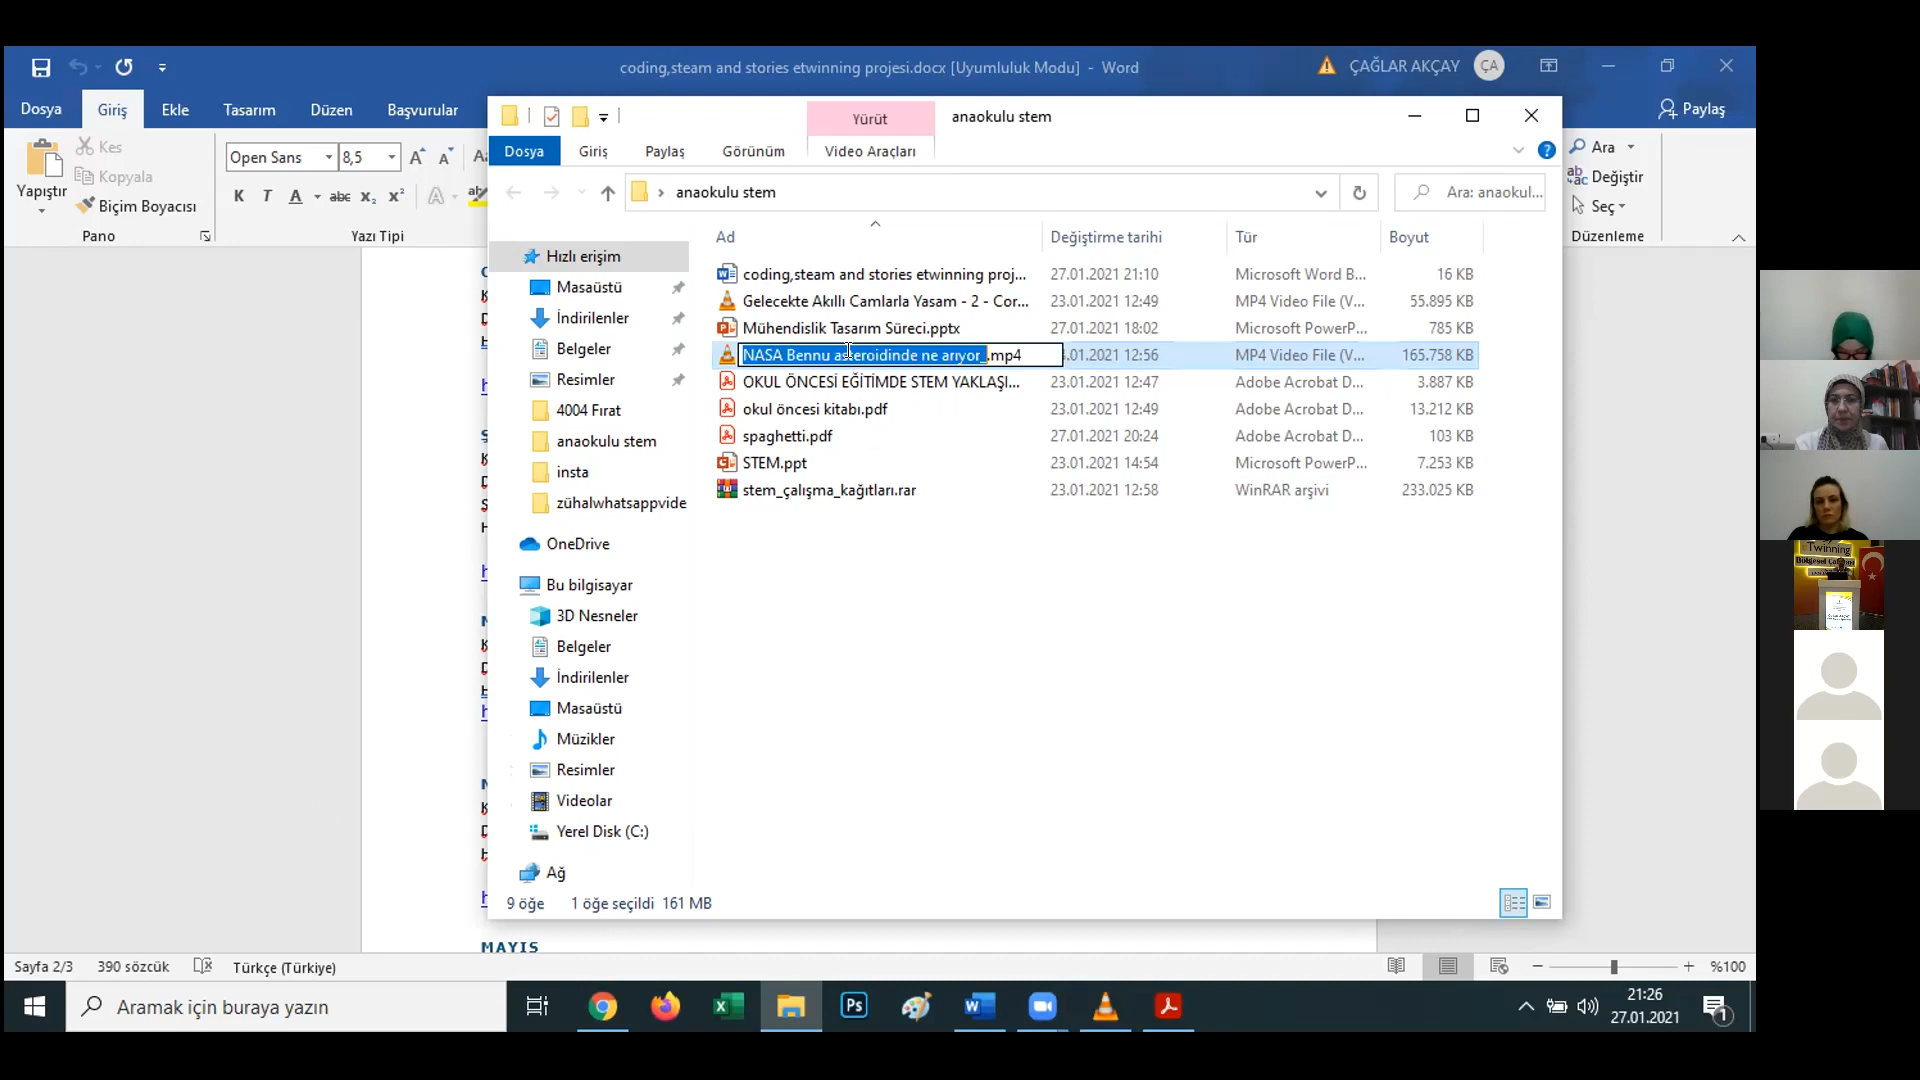 coding,steam and stories etwinning projesi.docx [Uyumluluk Modu] - Word
ÇAĞLAR AKÇAY
ÇA
Dosya
Giriş
Ekle
Tasarım
Düzen
Başvurular
Paylaş
Yapıştır
Kes
Kopyala
Biçim Boyacısı
Pano
Open Sans
8,5
K T A abc x₂ x²
Yazı Tipi
Ara
Değiştir
Seç
Düzenleme
Yürüt
anaokulu stem
Dosya
Giriş
Paylaş
Görünüm
Video Araçları
anaokulu stem
Ara: anaokul...
Ad Değiştirme tarihi Tür Boyut
coding,steam and stories etwinning proj... 27.01.2021 21:10 Microsoft Word B... 16 KB
Gelecekte Akıllı Camlarla Yasam - 2 - Cor... 23.01.2021 12:49 MP4 Video File (V... 55.895 KB
Mühendislik Tasarım Süreci.pptx 27.01.2021 18:02 Microsoft PowerP... 785 KB
NASA Bennu asteroidinde ne arıyor_.mp4 .01.2021 12:56 MP4 Video File (V... 165.758 KB
OKUL ÖNCESİ EĞİTİMDE STEM YAKLAŞI... 23.01.2021 12:47 Adobe Acrobat D... 3.887 KB
okul öncesi kitabı.pdf 23.01.2021 12:49 Adobe Acrobat D... 13.212 KB
spaghetti.pdf 27.01.2021 20:24 Adobe Acrobat D... 103 KB
STEM.ppt 23.01.2021 14:54 Microsoft PowerP... 7.253 KB
stem_çalışma_kağıtları.rar 23.01.2021 12:58 WinRAR arşivi 233.025 KB
Hızlı erişim
Masaüstü
İndirilenler
Belgeler
Resimler
4004 Fırat
anaokulu stem
insta
zühalwhatsappvide
OneDrive
Bu bilgisayar
3D Nesneler
Belgeler
İndirilenler
Masaüstü
Müzikler
Resimler
Videolar
Yerel Disk (C:)
Ağ
9 öğe 1 öğe seçildi 161 MB
MAYIS
Sayfa 2/3 390 sözcük Türkçe (Türkiye)
%100
Aramak için buraya yazın
21:26
27.01.2021
1
Twinning